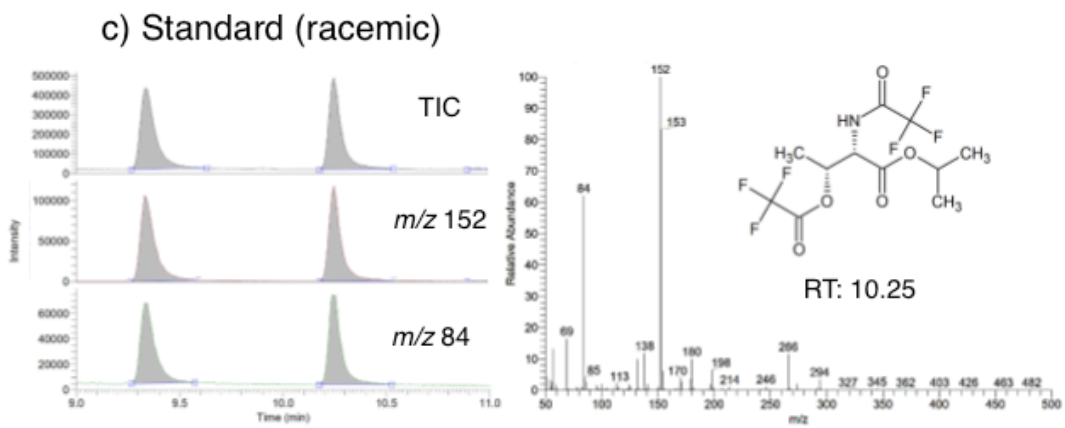 c) Standard (racemic)
500000
400000
300000
200000
100000
0
TIC
100000
50000
0
m/z 152
60000
40000
20000
0
m/z 84
Intensity
9.0 9.5 10.0 10.5 11.0
Time (min)
100
90
80
70
60
50
40
30
20
10
0
Relative Abundance
152
153
84
69
85
113
138
170
180
198
214
246
266
294
327 345 362 403 426 463 482
50 100 150 200 250 300 350 400 450 500
m/z
O
F
HN
F
F
H₃C
O
CH₃
F
F
O
O
CH₃
F
O
RT: 10.25